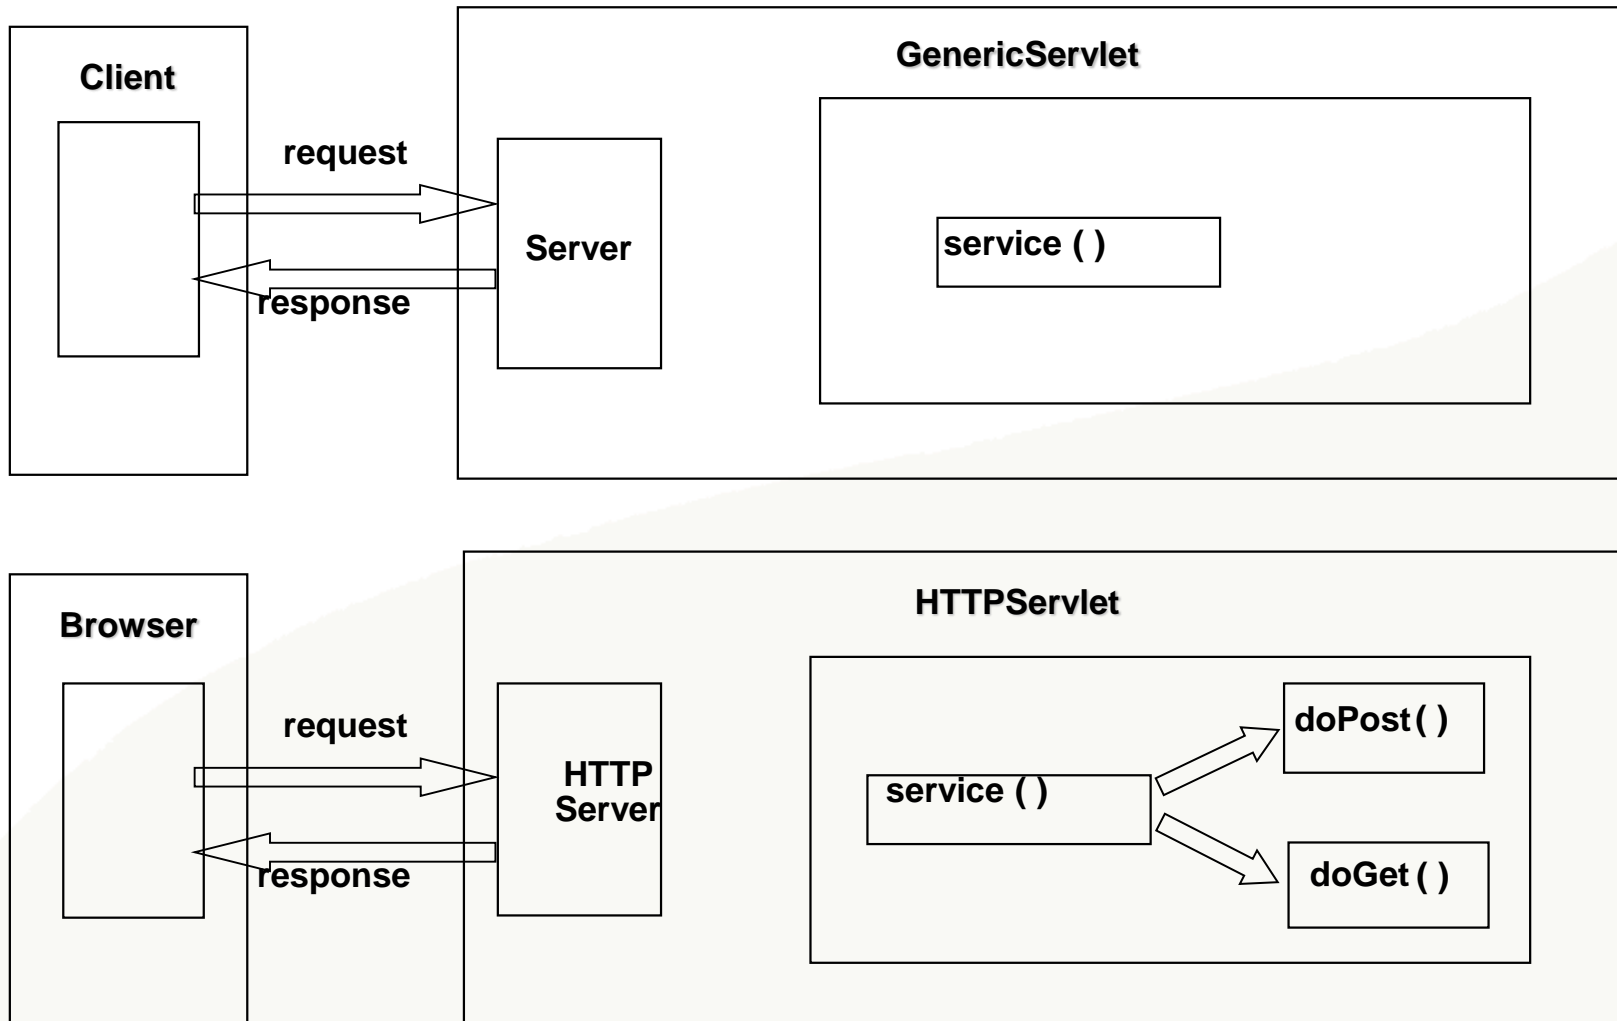 GenericServlet
Client
request
Server
service ( )
response
HTTPServlet
Browser
request
doPost ( )
HTTP
Server
service ( )
response
doGet ( )